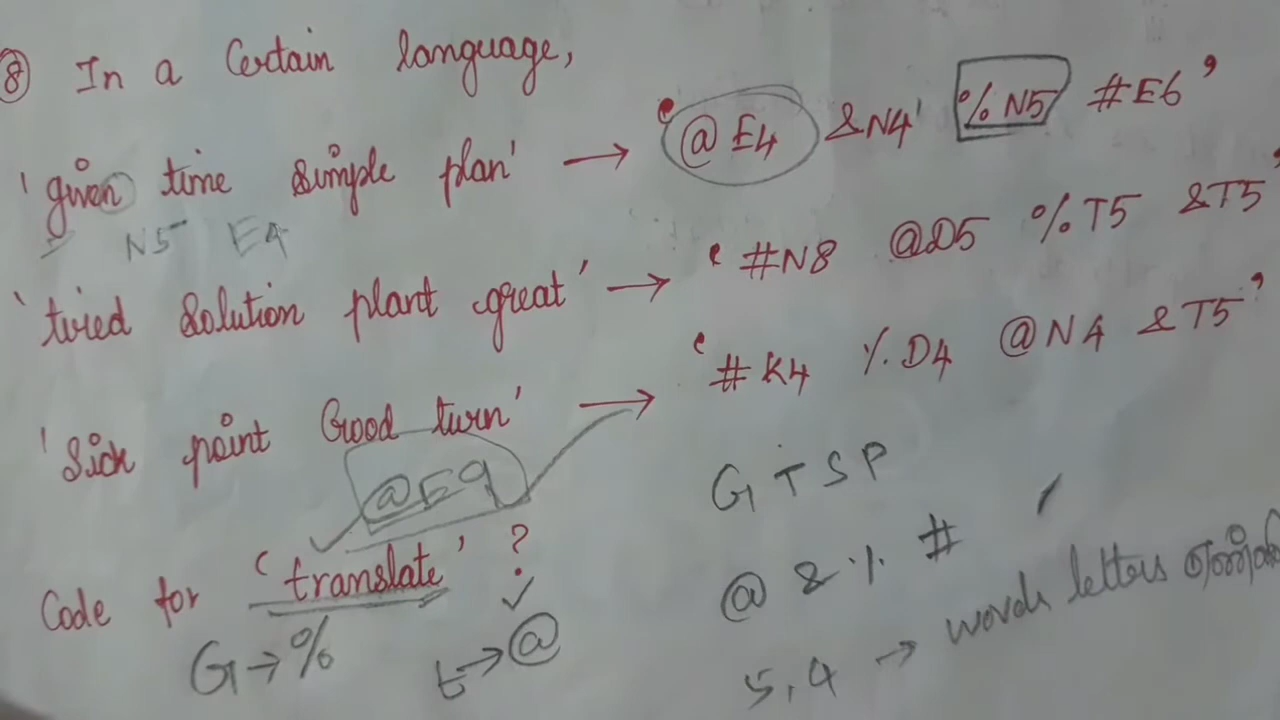 ⑧ In a Certain language,
'given time simple plan' → '@E4 &N4' %N5 #E6'
N5 E4
'tired solution plant great' → '#N8 @D5 %T5 &T5'
'Sick point Good turn' → '#K4 %D4 @N4 &T5'
@E9
G T S P
Code for 'translate' ?
@ & % #
G→% t→@
5,4 → words letters